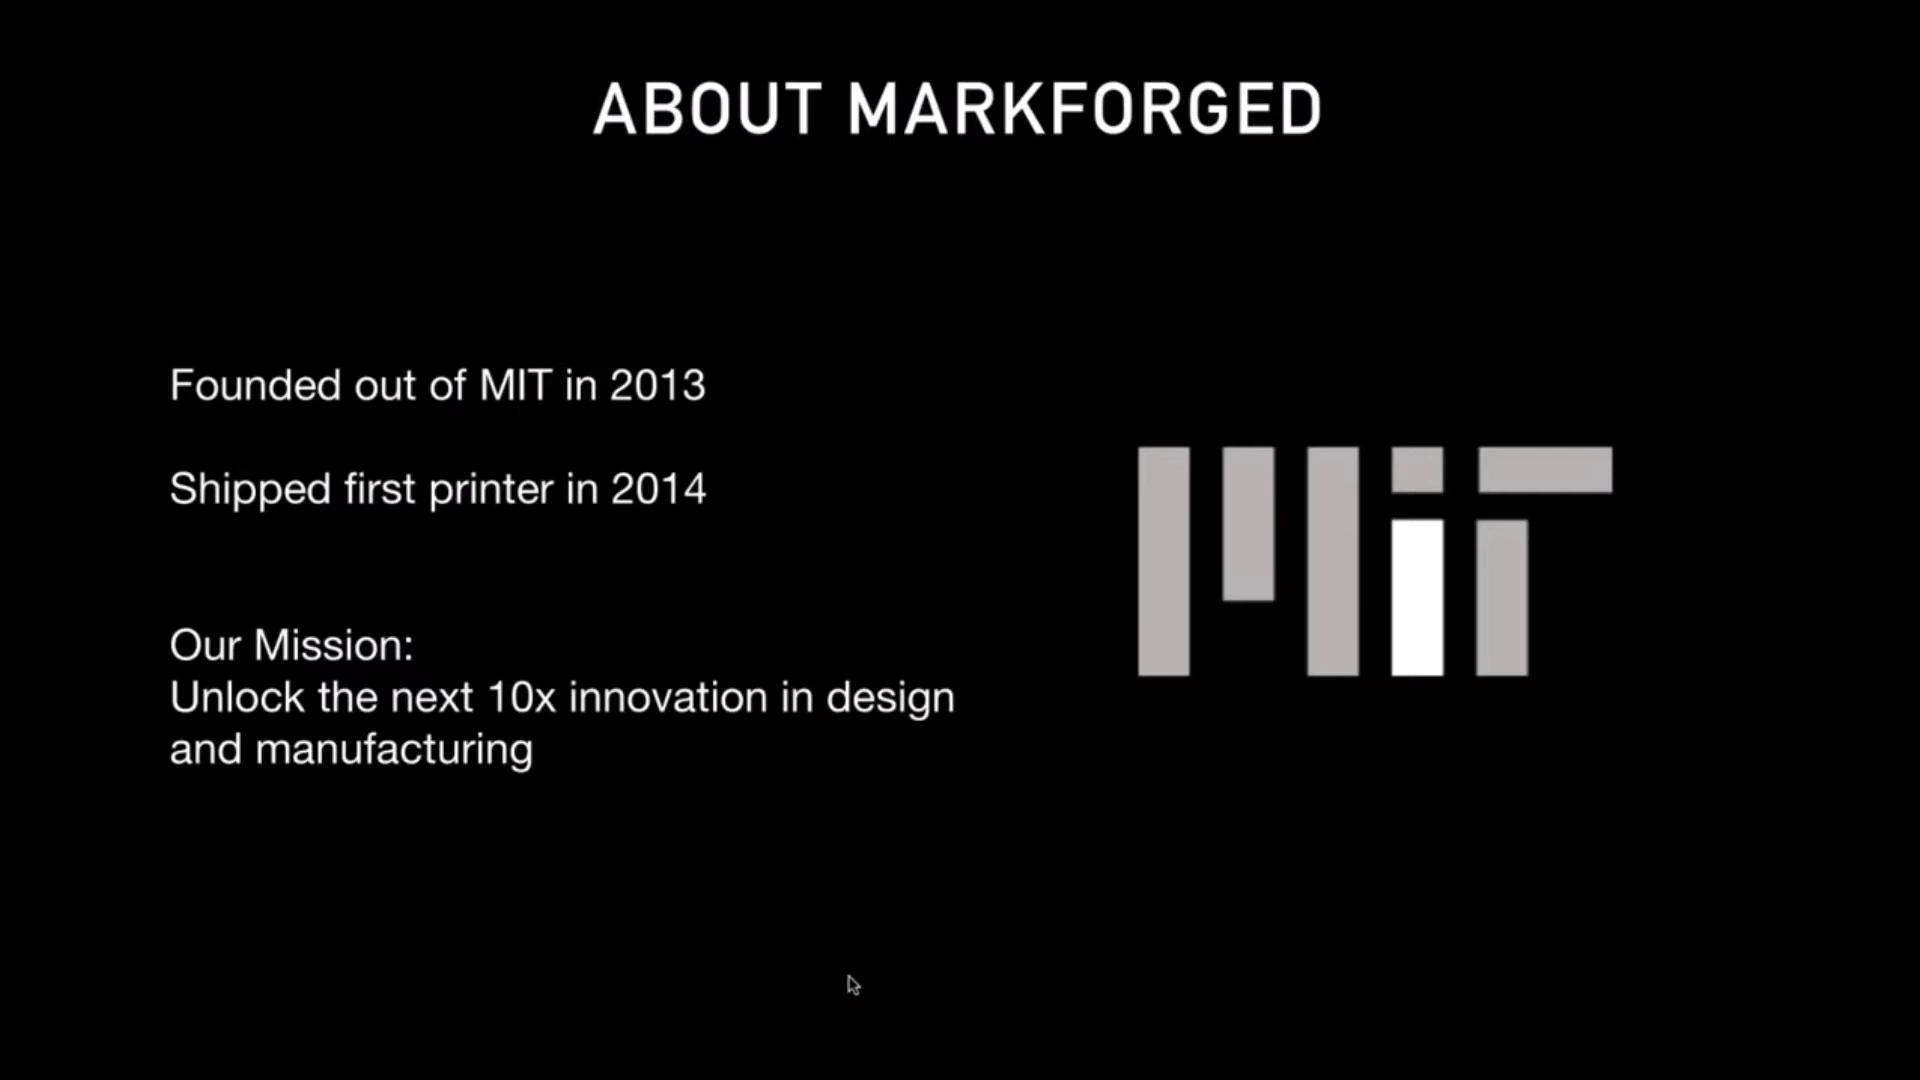 ABOUT MARKFORGED
Founded out of MIT in 2013
Shipped first printer in 2014
Our Mission:
Unlock the next 10x innovation in design
and manufacturing
MiT